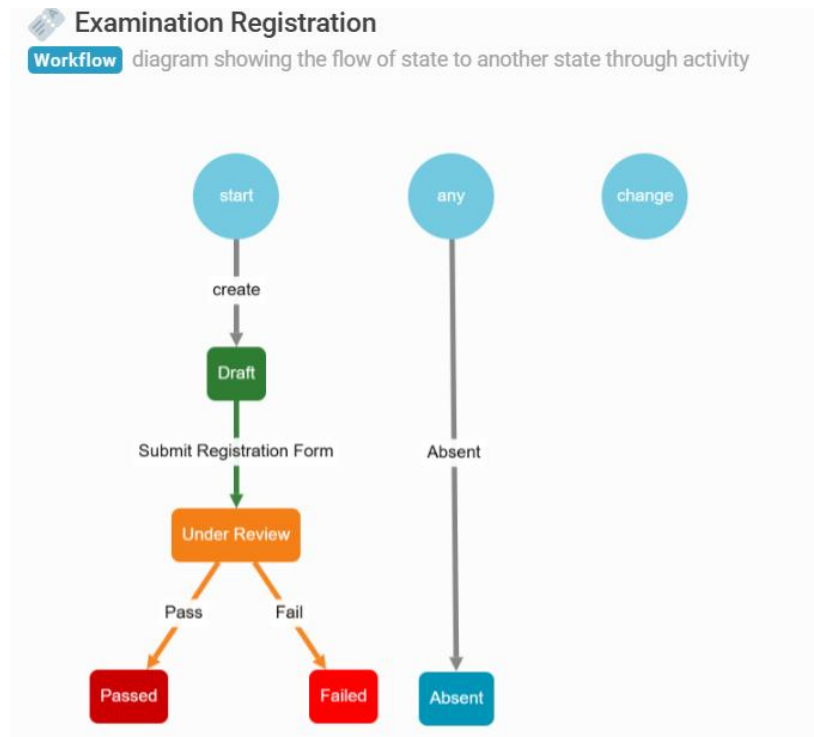 Examination Registration
Workflow diagram showing the flow of state to another state through activity
start any change
create
Draft
Submit Registration Form Absent
Under Review
Pass Fail
Passed Failed Absent